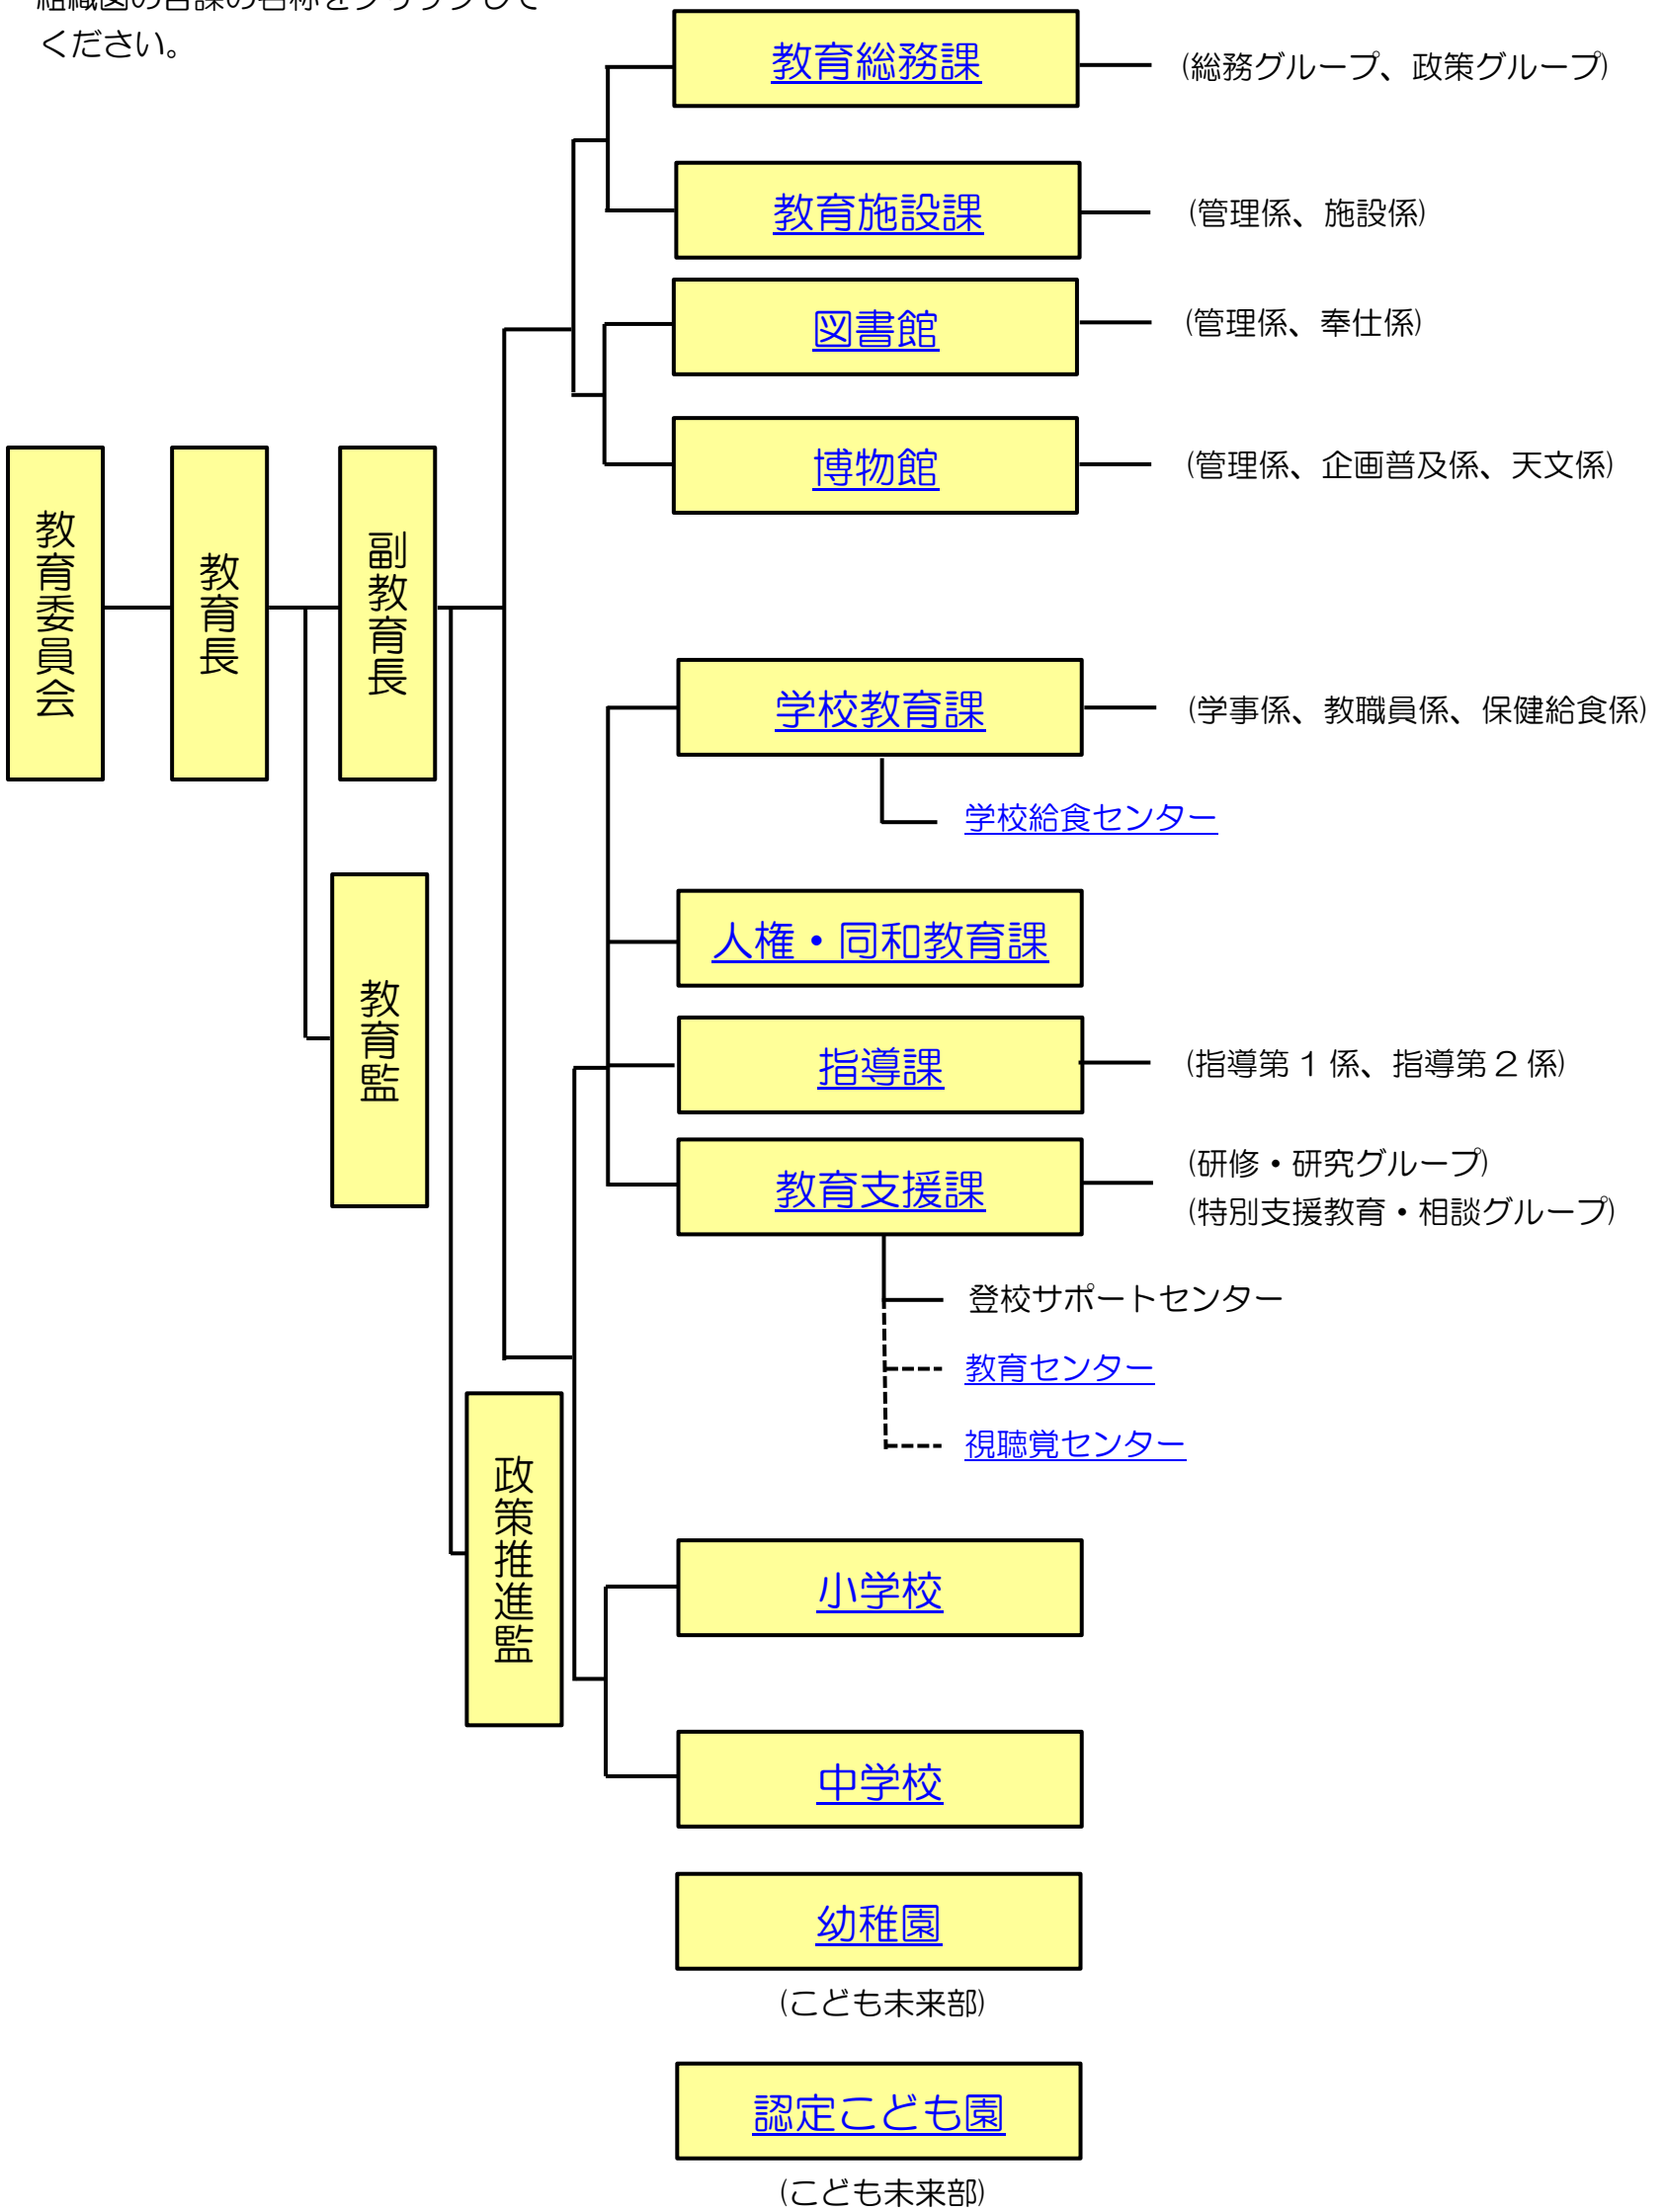 ください。
教育総務課
(総務グループ、政策グループ)
教育施設課
(管理係、施設係)
図書館
(管理係、奉仕係)
博物館
(管理係、企画普及係、天文係)
教育委員会
教育長
副教育長
学校教育課
(学事係、教職員係、保健給食係)
学校給食センター
教育監
人権・同和教育課
指導課
(指導第1係、指導第2係)
教育支援課
(研修・研究グループ)
(特別支援教育・相談グループ)
登校サポートセンター
教育センター
視聴覚センター
政策推進監
小学校
中学校
幼稚園
(こども未来部)
認定こども園
(こども未来部)